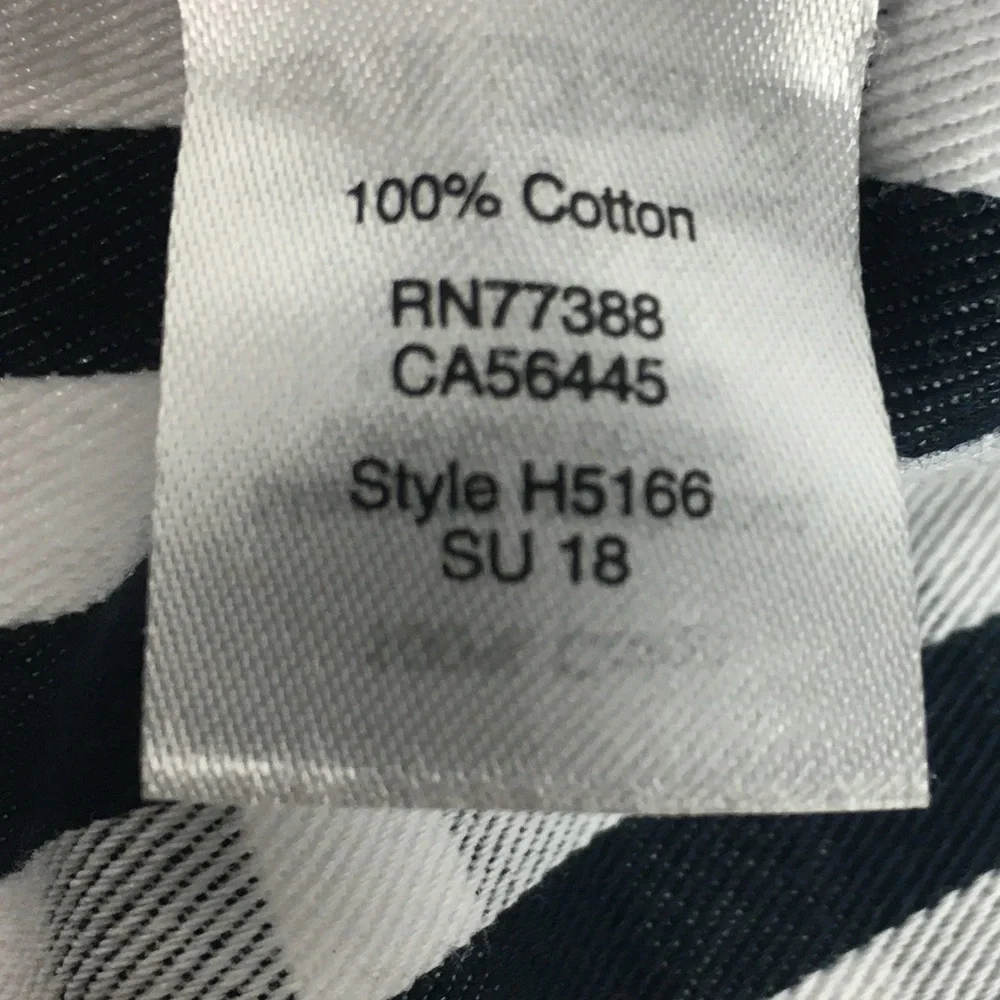 100% Cotton
RN77388
CA56445
Style H5166
SU 18